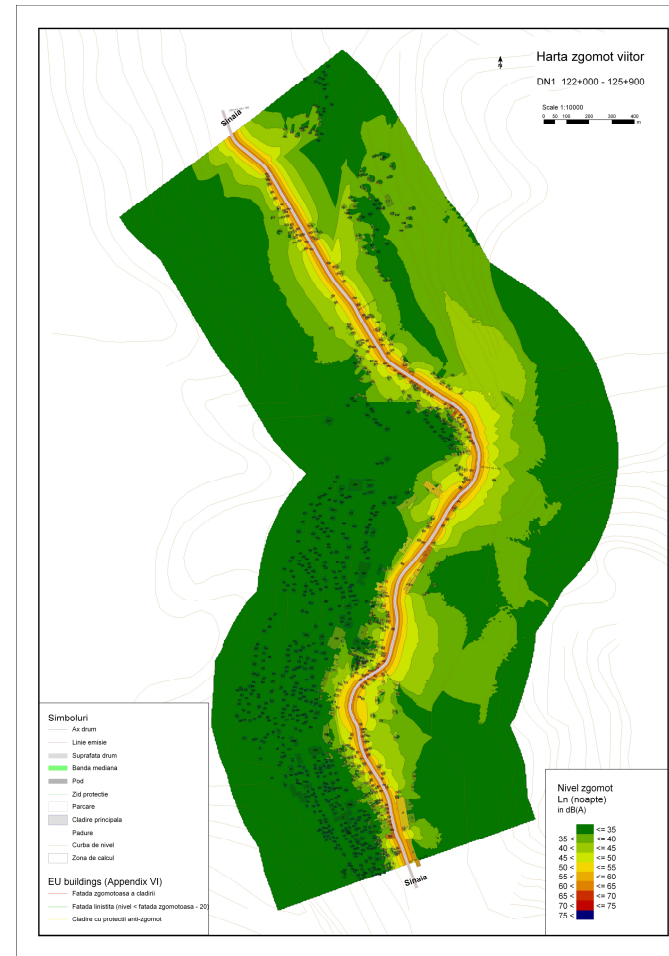 Harta zgomot viitor
DN1 122+000 - 125+900
Scale 1:10000
0 50 100 200 300 400
m
Sinaia
Sinaia
Simboluri
Ax drum
Linie emisie
Suprafata drum
Banda mediana
Pod
Zid protectie
Parcare
Cladire principala
Padure
Curba de nivel
Zona de calcul
EU buildings (Appendix VI)
Fatada zgomotoasa a cladirii
Fatada linistita (nivel < fatada zgomotoasa - 20)
Cladire cu protectii anti-zgomot
Nivel zgomot
Ln (noapte)
in dB(A)
<= 35
35 < <= 40
40 < <= 45
45 < <= 50
50 < <= 55
55 < <= 60
60 < <= 65
65 < <= 70
70 < <= 75
75 <